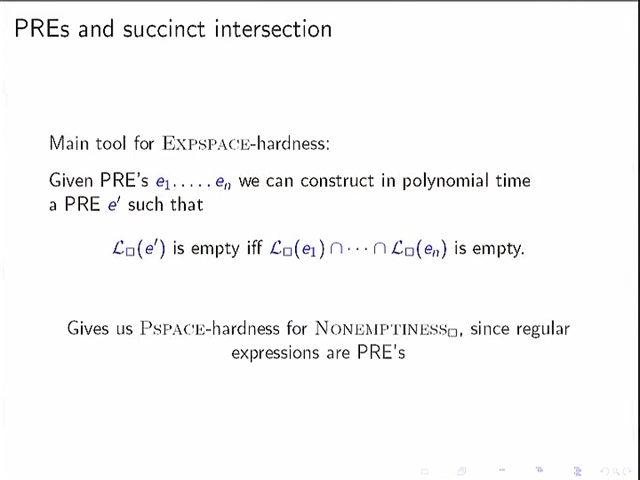 PREs and succinct intersection
Main tool for EXPSPACE-hardness:
Given PRE's e₁.....eₙ we can construct in polynomial time
a PRE e′ such that
ℒ□(e′) is empty iff ℒ□(e₁) ∩ ··· ∩ ℒ□(eₙ) is empty.
Gives us PSPACE-hardness for NONEMPTINESS□, since regular
expressions are PRE's